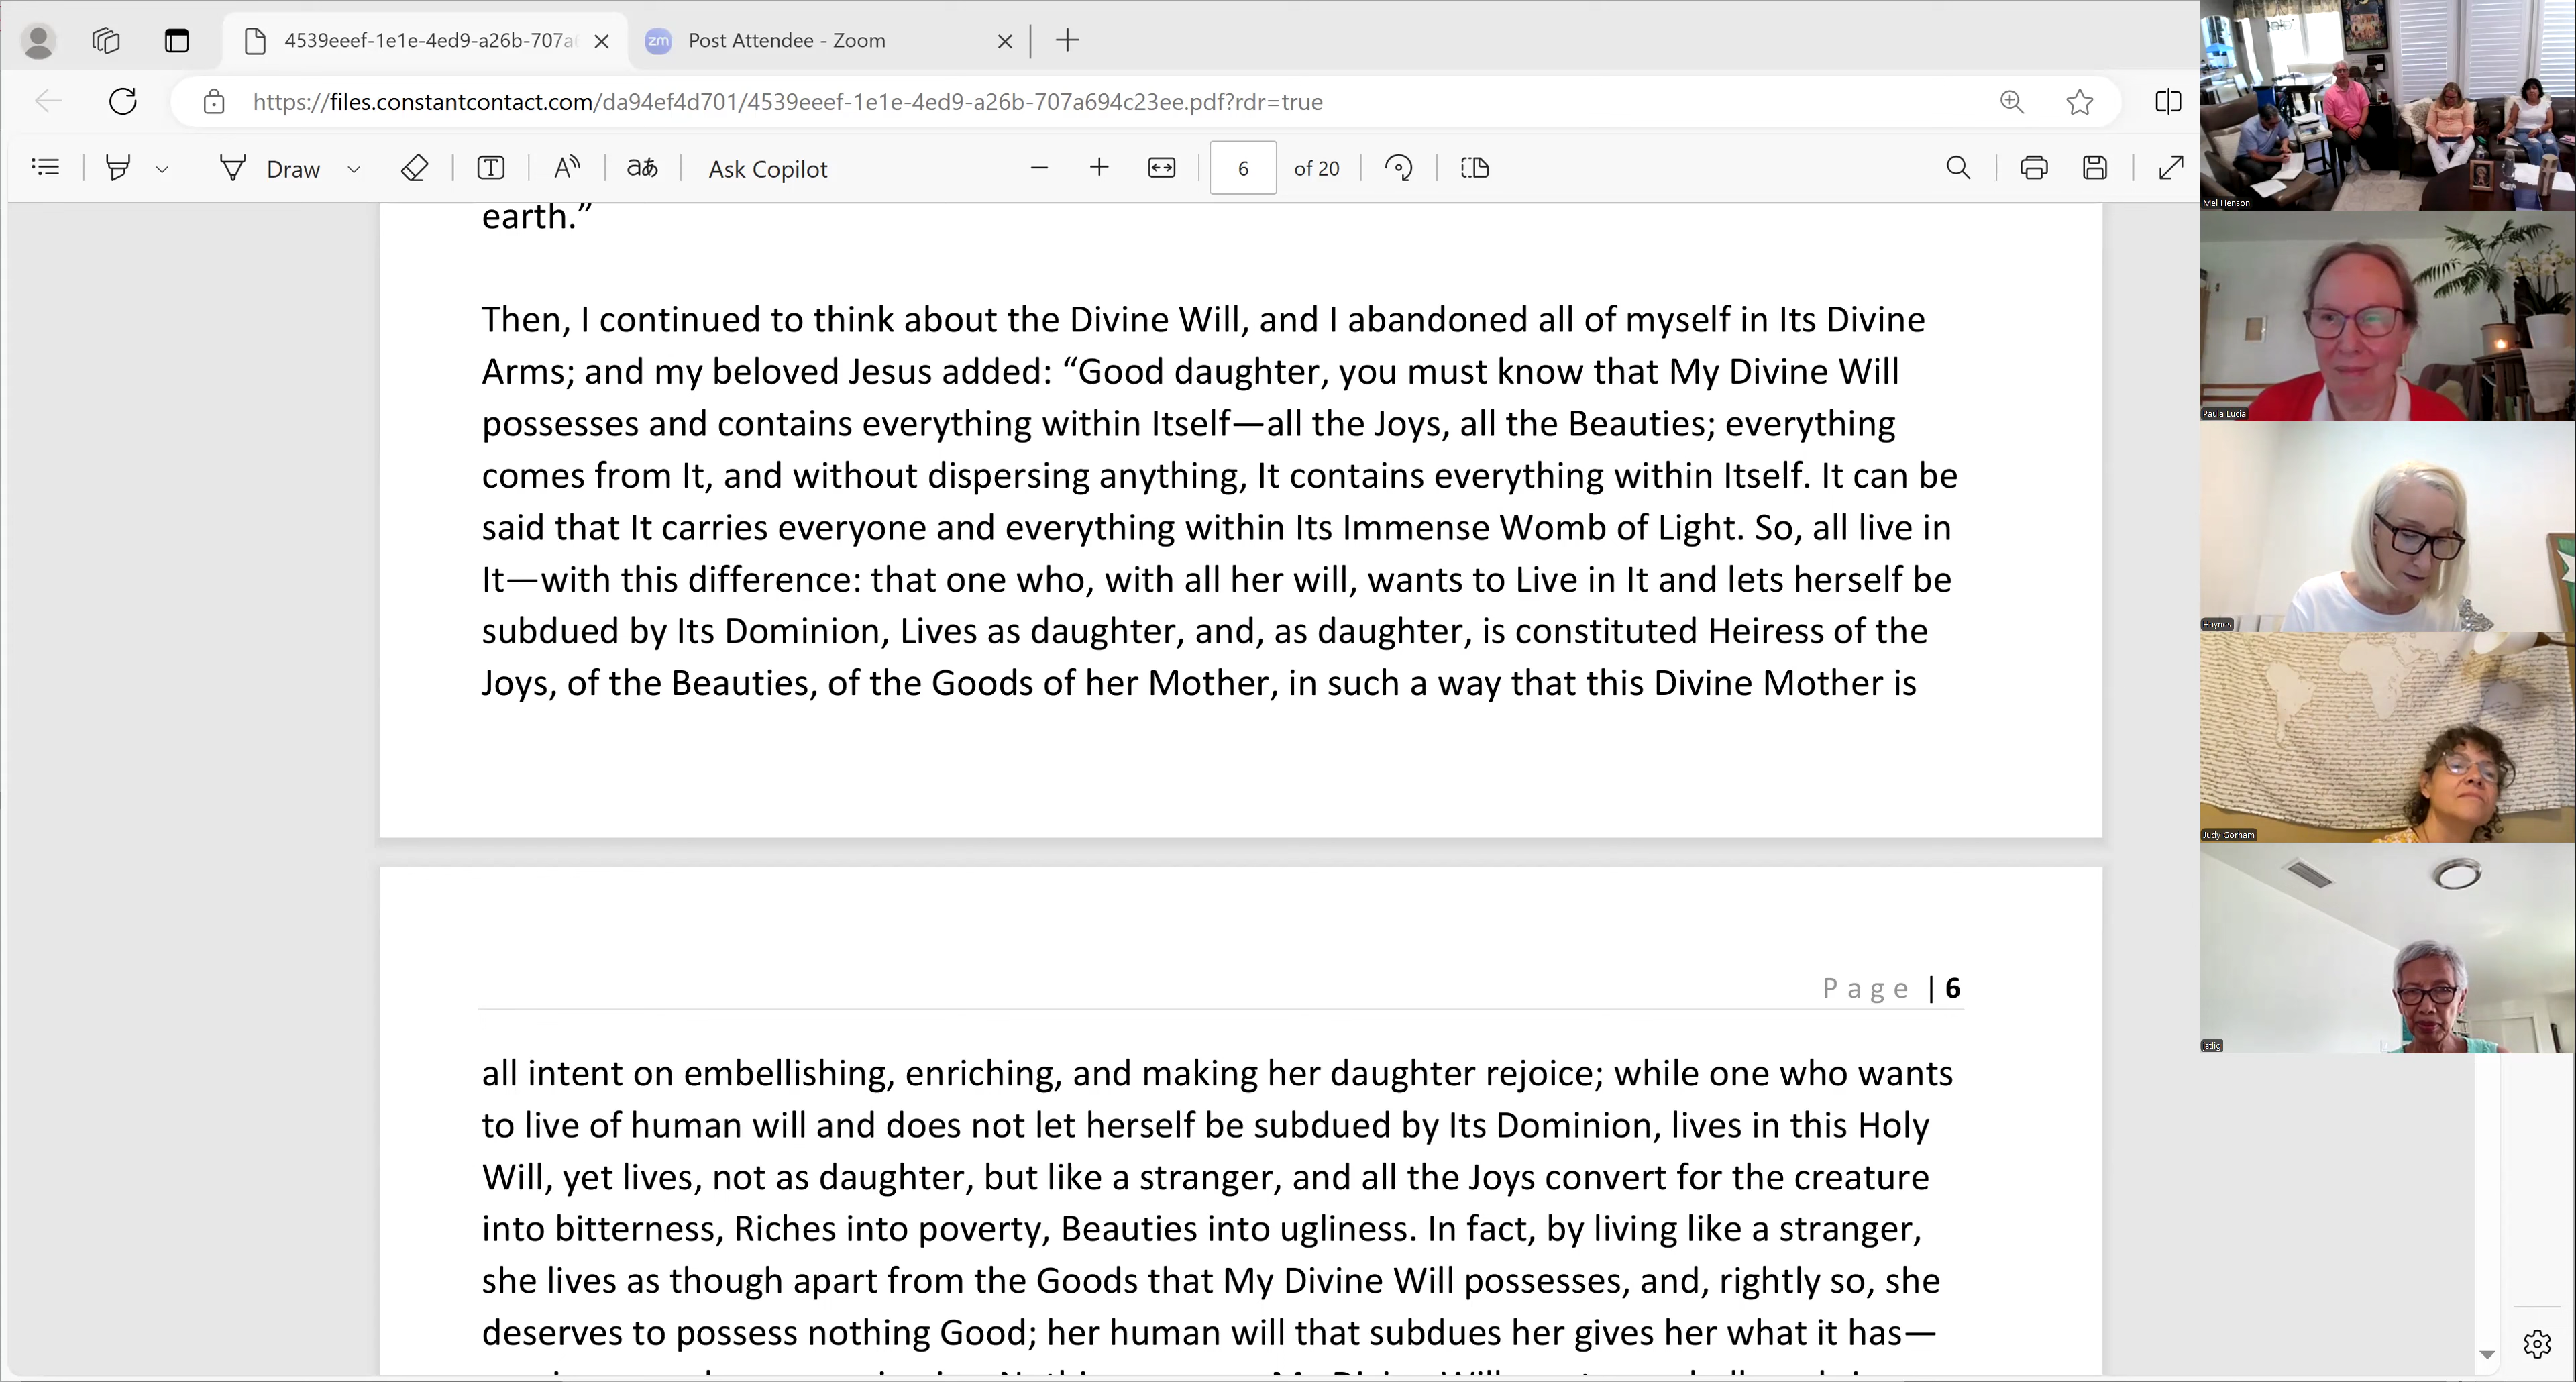 4539eeef-1e1e-4ed9-a26b-707a
zm Post Attendee - Zoom
https://files.constantcontact.com/da94ef4d701/4539eeef-1e1e-4ed9-a26b-707a694c23ee.pdf?rdr=true
Draw
T
A
aあ
Ask Copilot
6 of 20
earth.”
Then, I continued to think about the Divine Will, and I abandoned all of myself in Its Divine
Arms; and my beloved Jesus added: “Good daughter, you must know that My Divine Will
possesses and contains everything within Itself—all the Joys, all the Beauties; everything
comes from It, and without dispersing anything, It contains everything within Itself. It can be
said that It carries everyone and everything within Its Immense Womb of Light. So, all live in
It—with this difference: that one who, with all her will, wants to Live in It and lets herself be
subdued by Its Dominion, Lives as daughter, and, as daughter, is constituted Heiress of the
Joys, of the Beauties, of the Goods of her Mother, in such a way that this Divine Mother is
Page | 6
all intent on embellishing, enriching, and making her daughter rejoice; while one who wants
to live of human will and does not let herself be subdued by Its Dominion, lives in this Holy
Will, yet lives, not as daughter, but like a stranger, and all the Joys convert for the creature
into bitterness, Riches into poverty, Beauties into ugliness. In fact, by living like a stranger,
she lives as though apart from the Goods that My Divine Will possesses, and, rightly so, she
deserves to possess nothing Good; her human will that subdues her gives her what it has—
Mel Henson
Paula Lucia
Haynes
Judy Gorham
jstlig